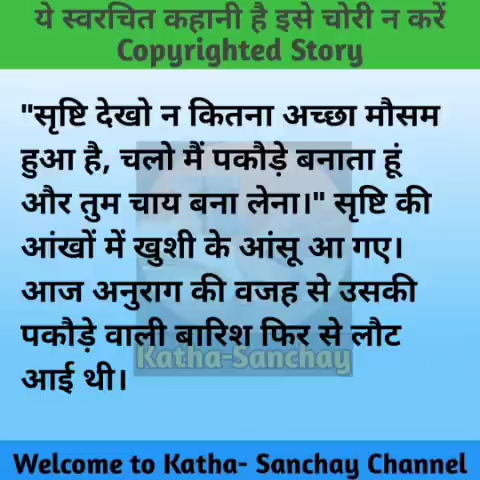 ये स्वरचित कहानी है इसे चोरी न करें
Copyrighted Story
"सृष्टि देखो न कितना अच्छा मौसम
हुआ है, चलो मैं पकौड़े बनाता हूं
और तुम चाय बना लेना।" सृष्टि की
आंखों में खुशी के आंसू आ गए।
आज अनुराग की वजह से उसकी
पकौड़े वाली बारिश फिर से लौट
Katha-Sanchay
आई थी।
Welcome to Katha- Sanchay Channel